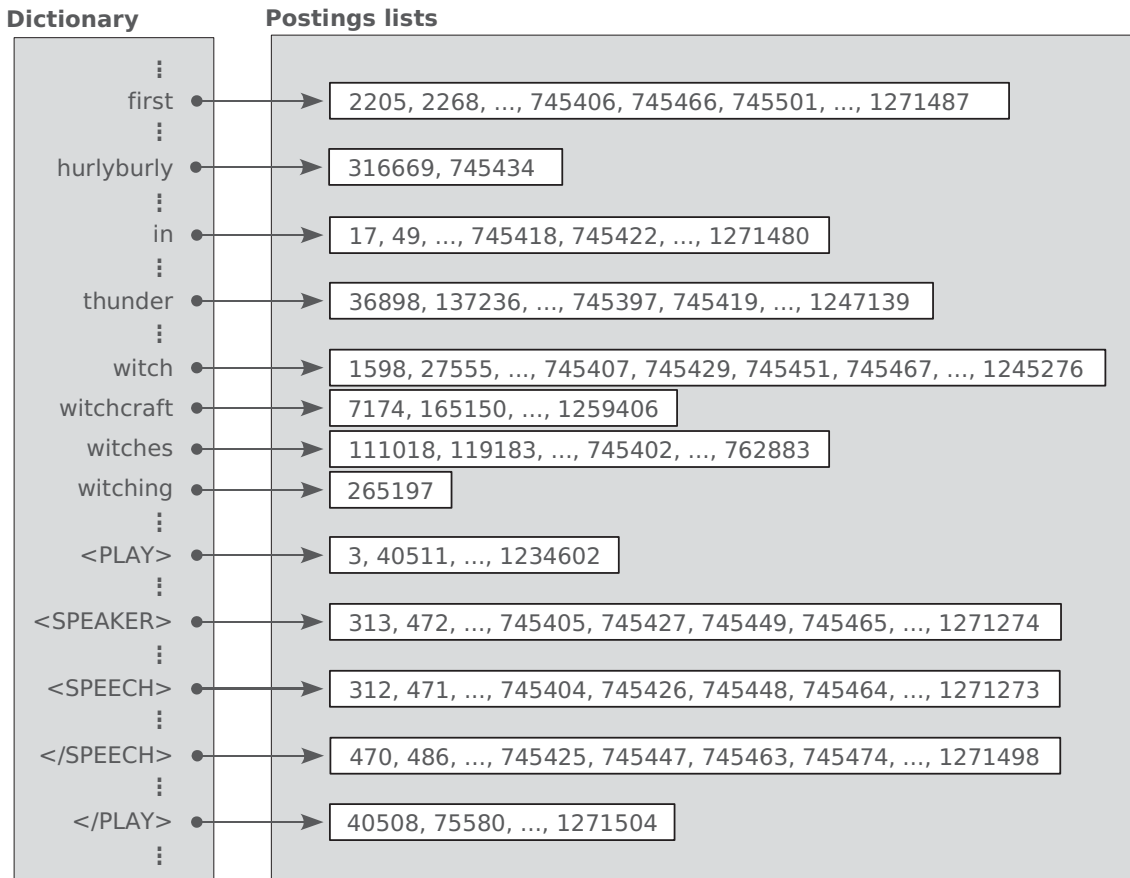 Dictionary Postings lists
first 2205, 2268, ..., 745406, 745466, 745501, ..., 1271487
hurlyburly 316669, 745434
in 17, 49, ..., 745418, 745422, ..., 1271480
thunder 36898, 137236, ..., 745397, 745419, ..., 1247139
witch 1598, 27555, ..., 745407, 745429, 745451, 745467, ..., 1245276
witchcraft 7174, 165150, ..., 1259406
witches 111018, 119183, ..., 745402, ..., 762883
witching 265197
<PLAY> 3, 40511, ..., 1234602
<SPEAKER> 313, 472, ..., 745405, 745427, 745449, 745465, ..., 1271274
<SPEECH> 312, 471, ..., 745404, 745426, 745448, 745464, ..., 1271273
</SPEECH> 470, 486, ..., 745425, 745447, 745463, 745474, ..., 1271498
</PLAY> 40508, 75580, ..., 1271504